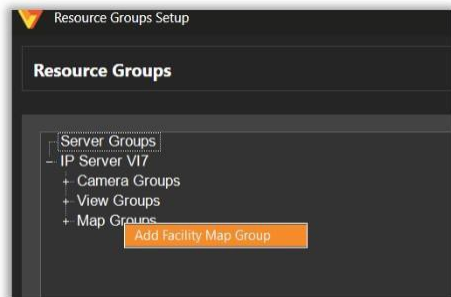 Resource Groups Setup
Resource Groups
Server Groups
IP Server VI7
Camera Groups
View Groups
Map Groups
Add Facility Map Group